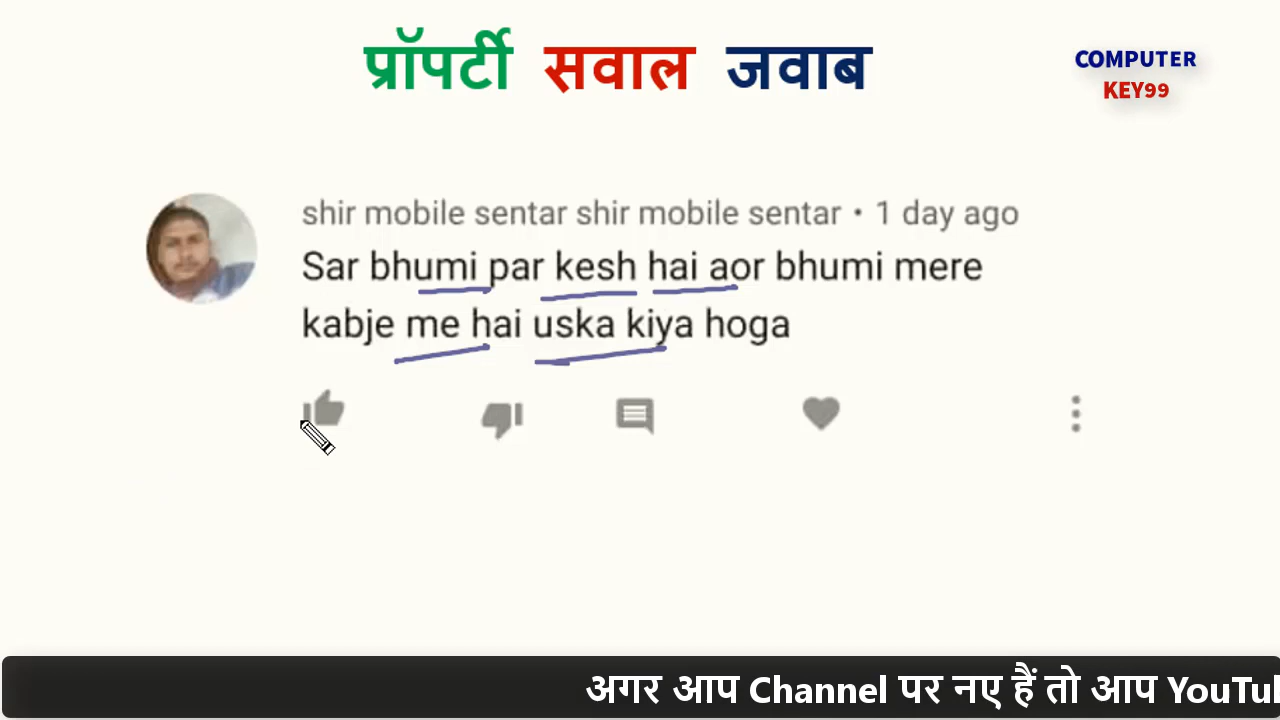 प्रॉपर्टी सवाल जवाब
COMPUTER
KEY99
shir mobile sentar shir mobile sentar • 1 day ago
Sar bhumi par kesh hai aor bhumi mere
kabje me hai uska kiya hoga
अगर आप Channel पर नए हैं तो आप YouTu